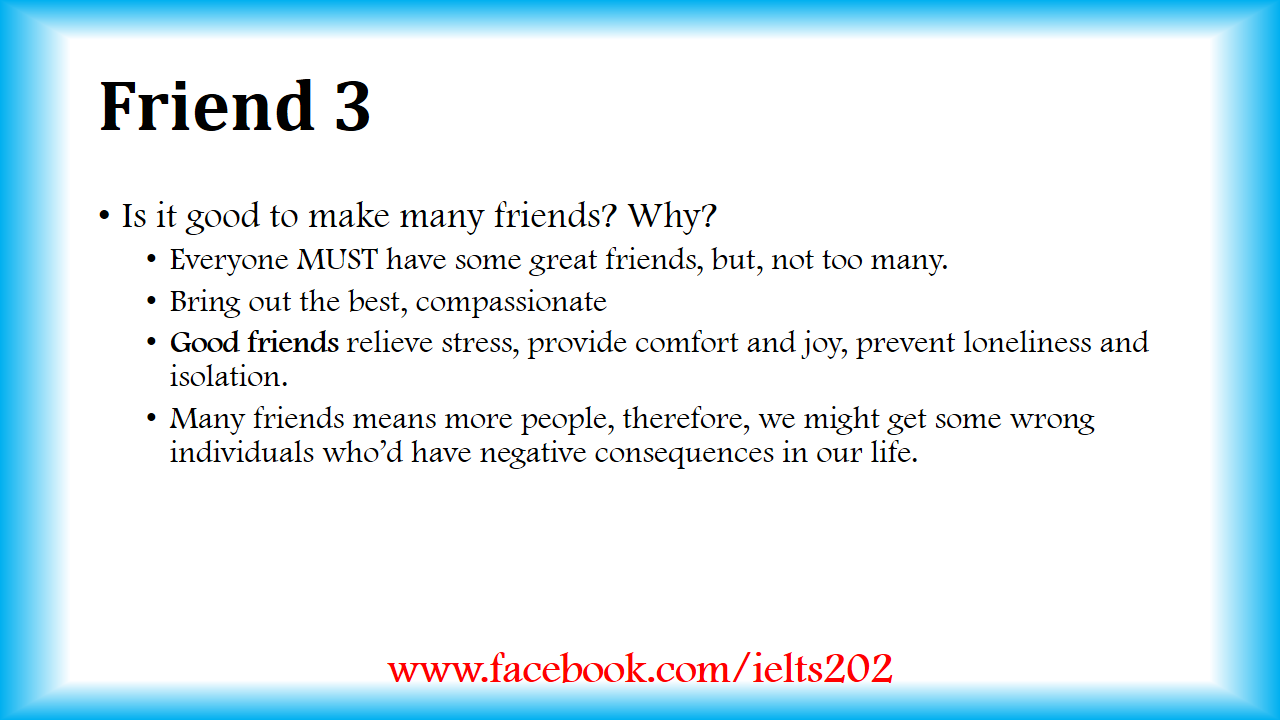 Friend 3
• Is it good to make many friends? Why?
• Everyone MUST have some great friends, but, not too many.
• Bring out the best, compassionate
• Good friends relieve stress, provide comfort and joy, prevent loneliness and
isolation.
• Many friends means more people, therefore, we might get some wrong
individuals who’d have negative consequences in our life.
www.facebook.com/ielts202